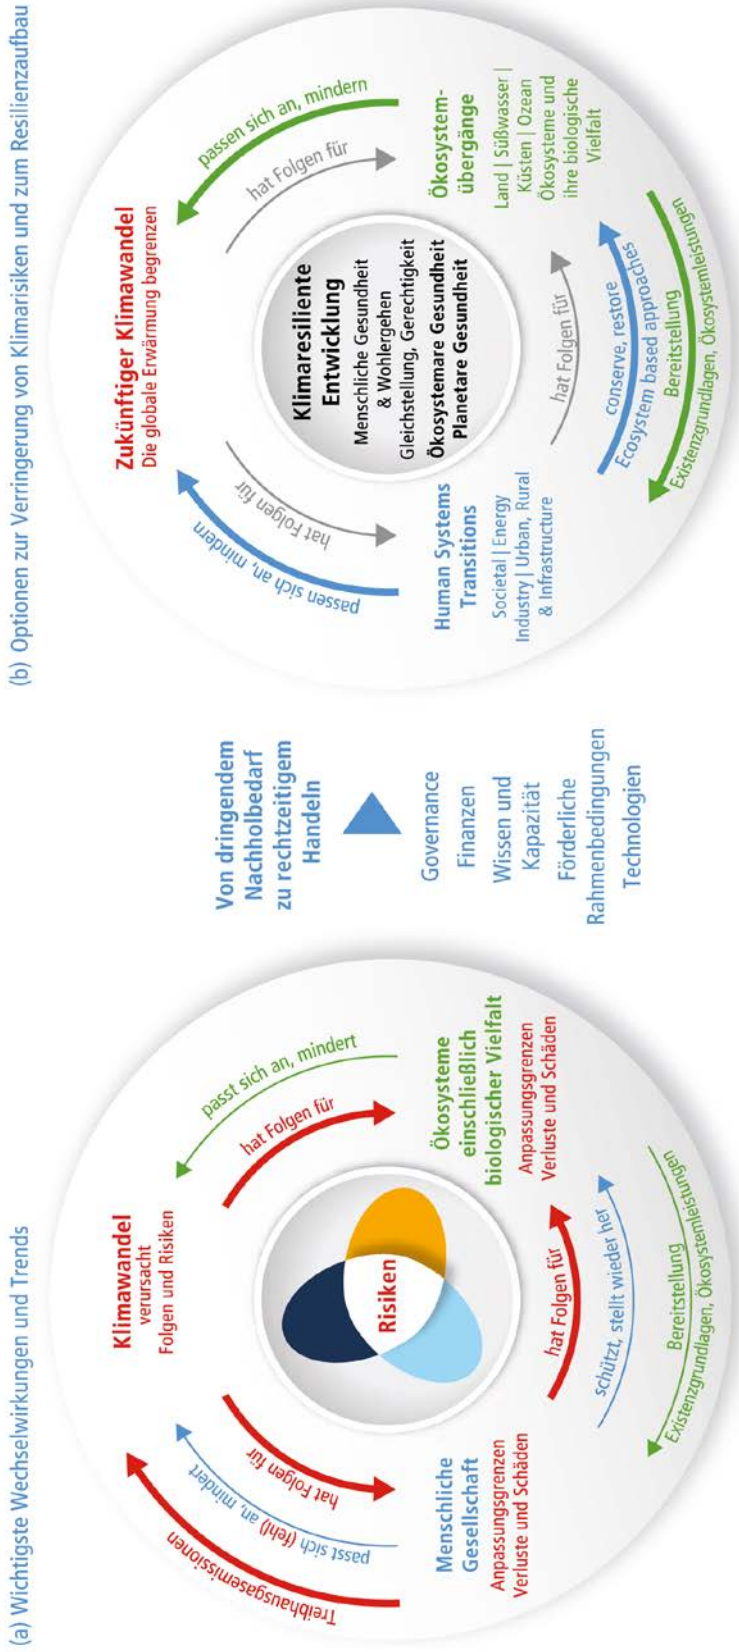 (a) Wichtigste Wechselwirkungen und Trends
Klimawandel
verursacht
Folgen und Risiken
Treibhausgasemissionen
passt sich (fehl) an, mindert
hat Folgen für
hat Folgen für
passt sich an, mindert
Risiken
Menschliche
Gesellschaft
Anpassungsgrenzen
Verluste und Schäden
Ökosysteme
einschließlich
biologischer Vielfalt
Anpassungsgrenzen
Verluste und Schäden
hat Folgen für
schützt, stellt wieder her
Bereitstellung
Existenzgrundlagen, Ökosystemleistungen
Von dringendem
Nachholbedarf
zu rechtzeitigem
Handeln
Governance
Finanzen
Wissen und
Kapazität
Förderliche
Rahmenbedingungen
Technologien
(b) Optionen zur Verringerung von Klimarisiken und zum Resilienzaufbau
Zukünftiger Klimawandel
Die globale Erwärmung begrenzen
passen sich an, mindern
hat Folgen für
hat Folgen für
passen sich an, mindern
Klimaresiliente
Entwicklung
Menschliche Gesundheit
& Wohlergehen
Gleichstellung, Gerechtigkeit
Ökosystemare Gesundheit
Planetare Gesundheit
Human Systems
Transitions
Societal | Energy
Industry | Urban, Rural
& Infrastructure
Ökosystem-
übergänge
Land | Süßwasser |
Küsten | Ozean
Ökosysteme und
ihre biologische
Vielfalt
hat Folgen für
conserve, restore
Ecosystem based approaches
Bereitstellung
Existenzgrundlagen, Ökosystemleistungen